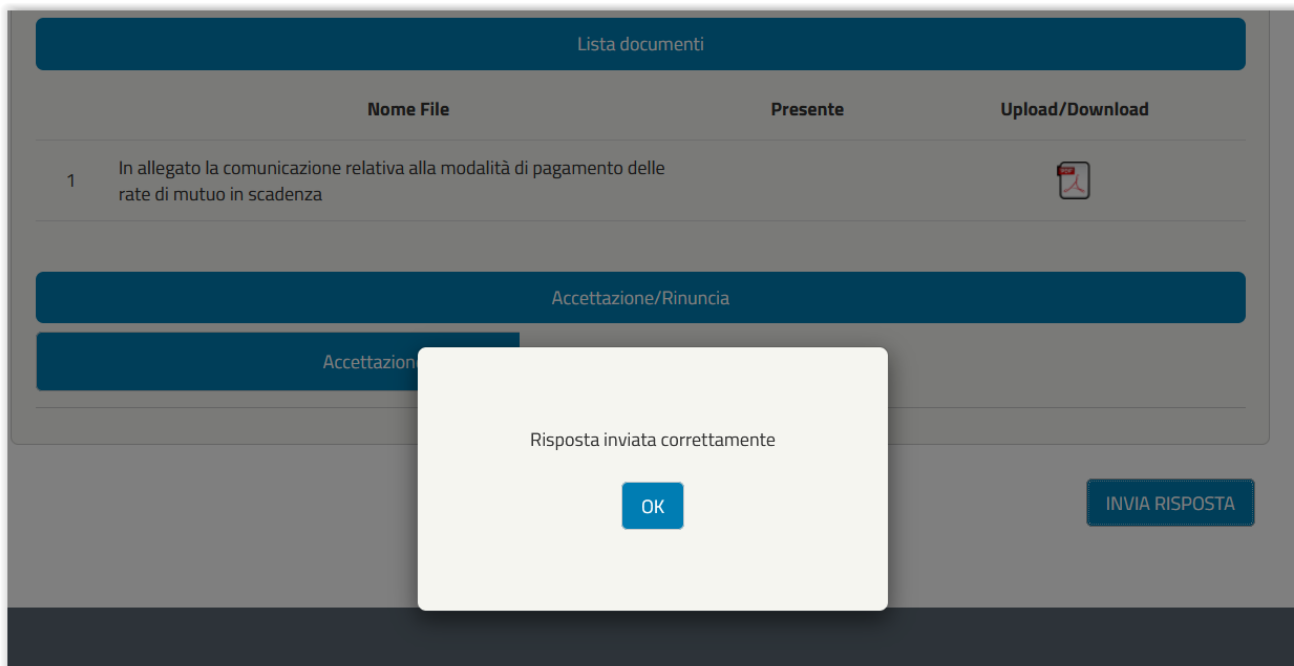 Lista documenti
Nome File Presente Upload/Download
1 In allegato la comunicazione relativa alla modalità di pagamento delle
rate di mutuo in scadenza
PDF
Accettazione/Rinuncia
Accettazion
Risposta inviata correttamente
OK
INVIA RISPOSTA